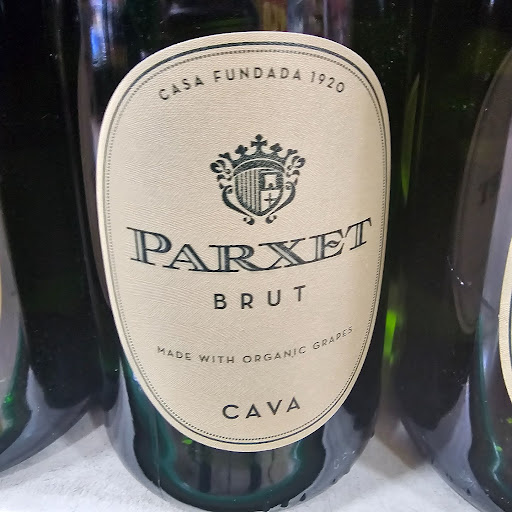 CASA FUNDADA 1920
PARXET
BRUT
MADE WITH ORGANIC GRAPES
CAVA